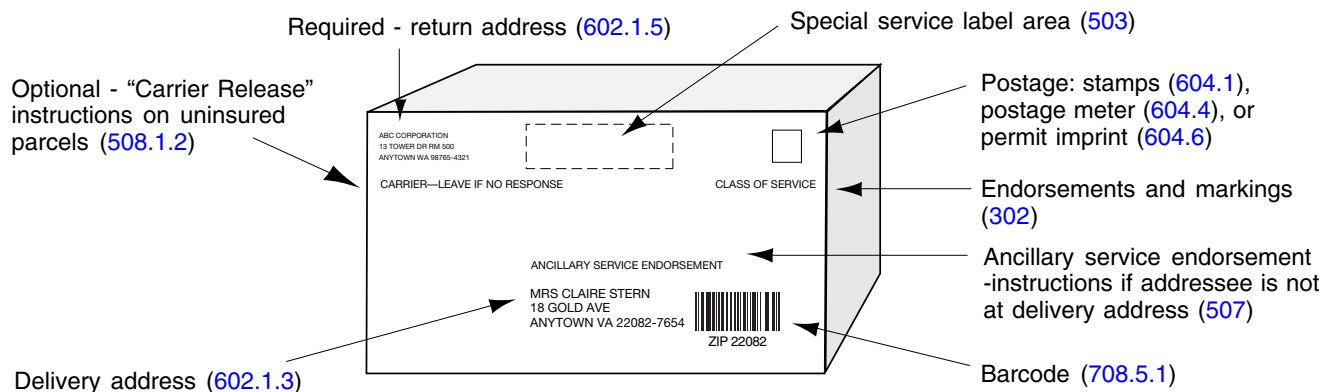 Required - return address (602.1.5)
Special service label area (503)
Optional - “Carrier Release”
instructions on uninsured
parcels (508.1.2)
Postage: stamps (604.1),
postage meter (604.4), or
permit imprint (604.6)
ABC CORPORATION
13 TOWER DR RM 500
ANYTOWN WA 98765-4321
CARRIER—LEAVE IF NO RESPONSE
CLASS OF SERVICE
Endorsements and markings
(302)
ANCILLARY SERVICE ENDORSEMENT
Ancillary service endorsement
-instructions if addressee is not
at delivery address (507)
MRS CLAIRE STERN
18 GOLD AVE
ANYTOWN VA 22082-7654
ZIP 22082
Delivery address (602.1.3)
Barcode (708.5.1)